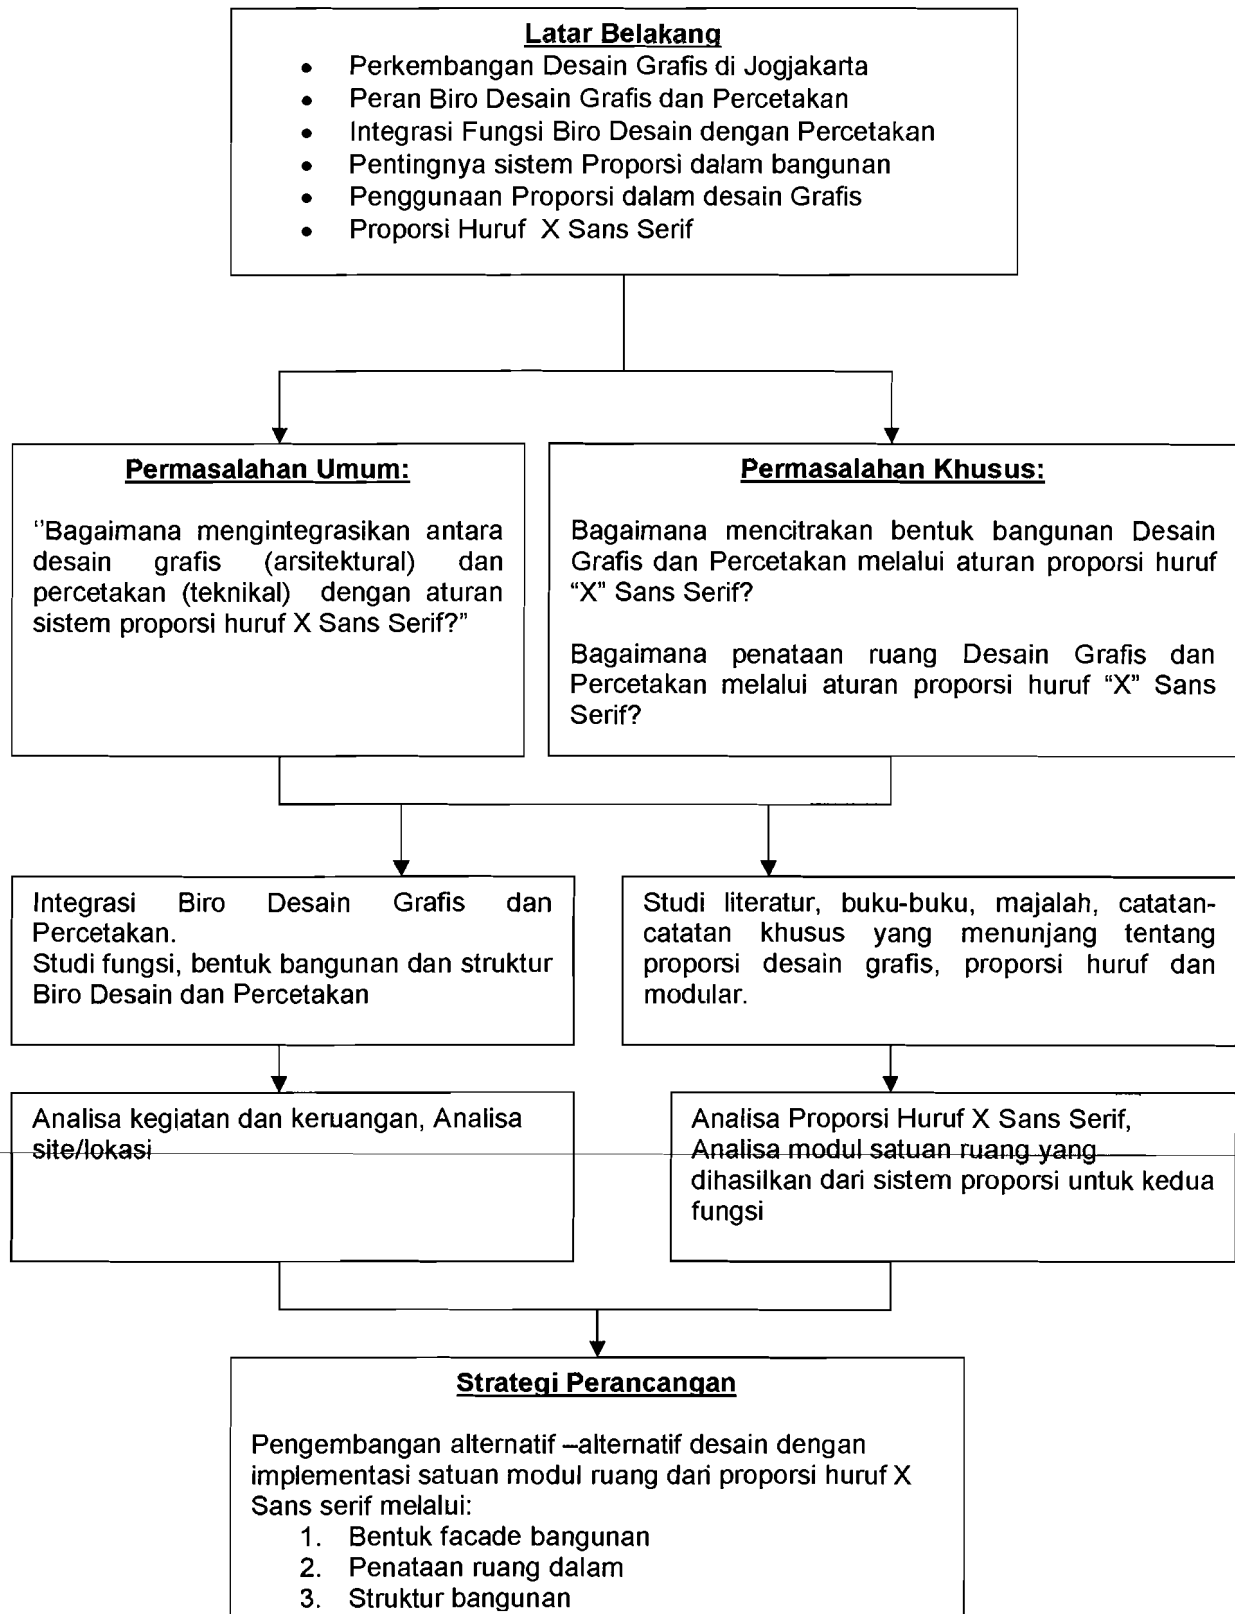 Latar Belakang
• Perkembangan Desain Grafis di Jogjakarta
• Peran Biro Desain Grafis dan Percetakan
• Integrasi Fungsi Biro Desain dengan Percetakan
• Pentingnya sistem Proporsi dalam bangunan
• Penggunaan Proporsi dalam desain Grafis
• Proporsi Huruf X Sans Serif
Permasalahan Umum:
‘’Bagaimana mengintegrasikan antara
desain grafis (arsitektural) dan
percetakan (teknikal) dengan aturan
sistem proporsi huruf X Sans Serif?”
Permasalahan Khusus:
Bagaimana mencitrakan bentuk bangunan Desain
Grafis dan Percetakan melalui aturan proporsi huruf
“X” Sans Serif?
Bagaimana penataan ruang Desain Grafis dan
Percetakan melalui aturan proporsi huruf “X” Sans
Serif?
Integrasi Biro Desain Grafis dan
Percetakan.
Studi fungsi, bentuk bangunan dan struktur
Biro Desain dan Percetakan
Studi literatur, buku-buku, majalah, catatan-
catatan khusus yang menunjang tentang
proporsi desain grafis, proporsi huruf dan
modular.
Analisa kegiatan dan keruangan, Analisa
site/lokasi
Analisa Proporsi Huruf X Sans Serif,
Analisa modul satuan ruang yang
dihasilkan dari sistem proporsi untuk kedua
fungsi
Strategi Perancangan
Pengembangan alternatif –alternatif desain dengan
implementasi satuan modul ruang dari proporsi huruf X
Sans serif melalui:
1. Bentuk facade bangunan
2. Penataan ruang dalam
3. Struktur bangunan